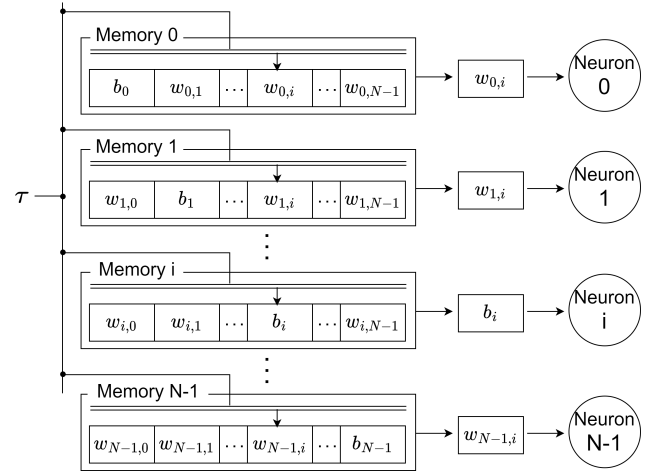 Memory 0
b_0 w_{0,1} ... w_{0,i} ... w_{0,N-1} w_{0,i} Neuron 0
Memory 1
τ w_{1,0} b_1 ... w_{1,i} ... w_{1,N-1} w_{1,i} Neuron 1
⋮
Memory i
w_{i,0} w_{i,1} ... b_i ... w_{i,N-1} b_i Neuron i
⋮
Memory N-1
w_{N-1,0} w_{N-1,1} ... w_{N-1,i} ... b_{N-1} w_{N-1,i} Neuron N-1